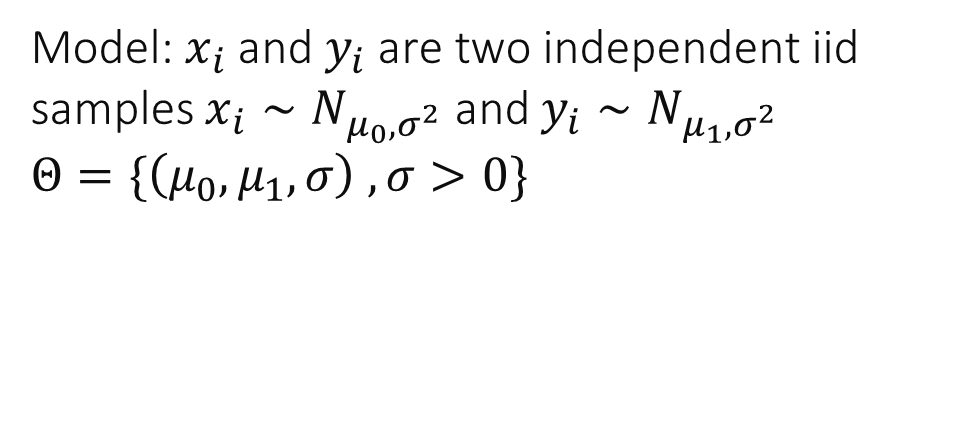 Model: 𝑥ᵢ and 𝑦ᵢ are two independent iid
samples 𝑥ᵢ ~ 𝑁_{𝜇₀,𝜎²} and 𝑦ᵢ ~ 𝑁_{𝜇₁,𝜎²}
Θ = {(𝜇₀, 𝜇₁, 𝜎) , 𝜎 > 0}